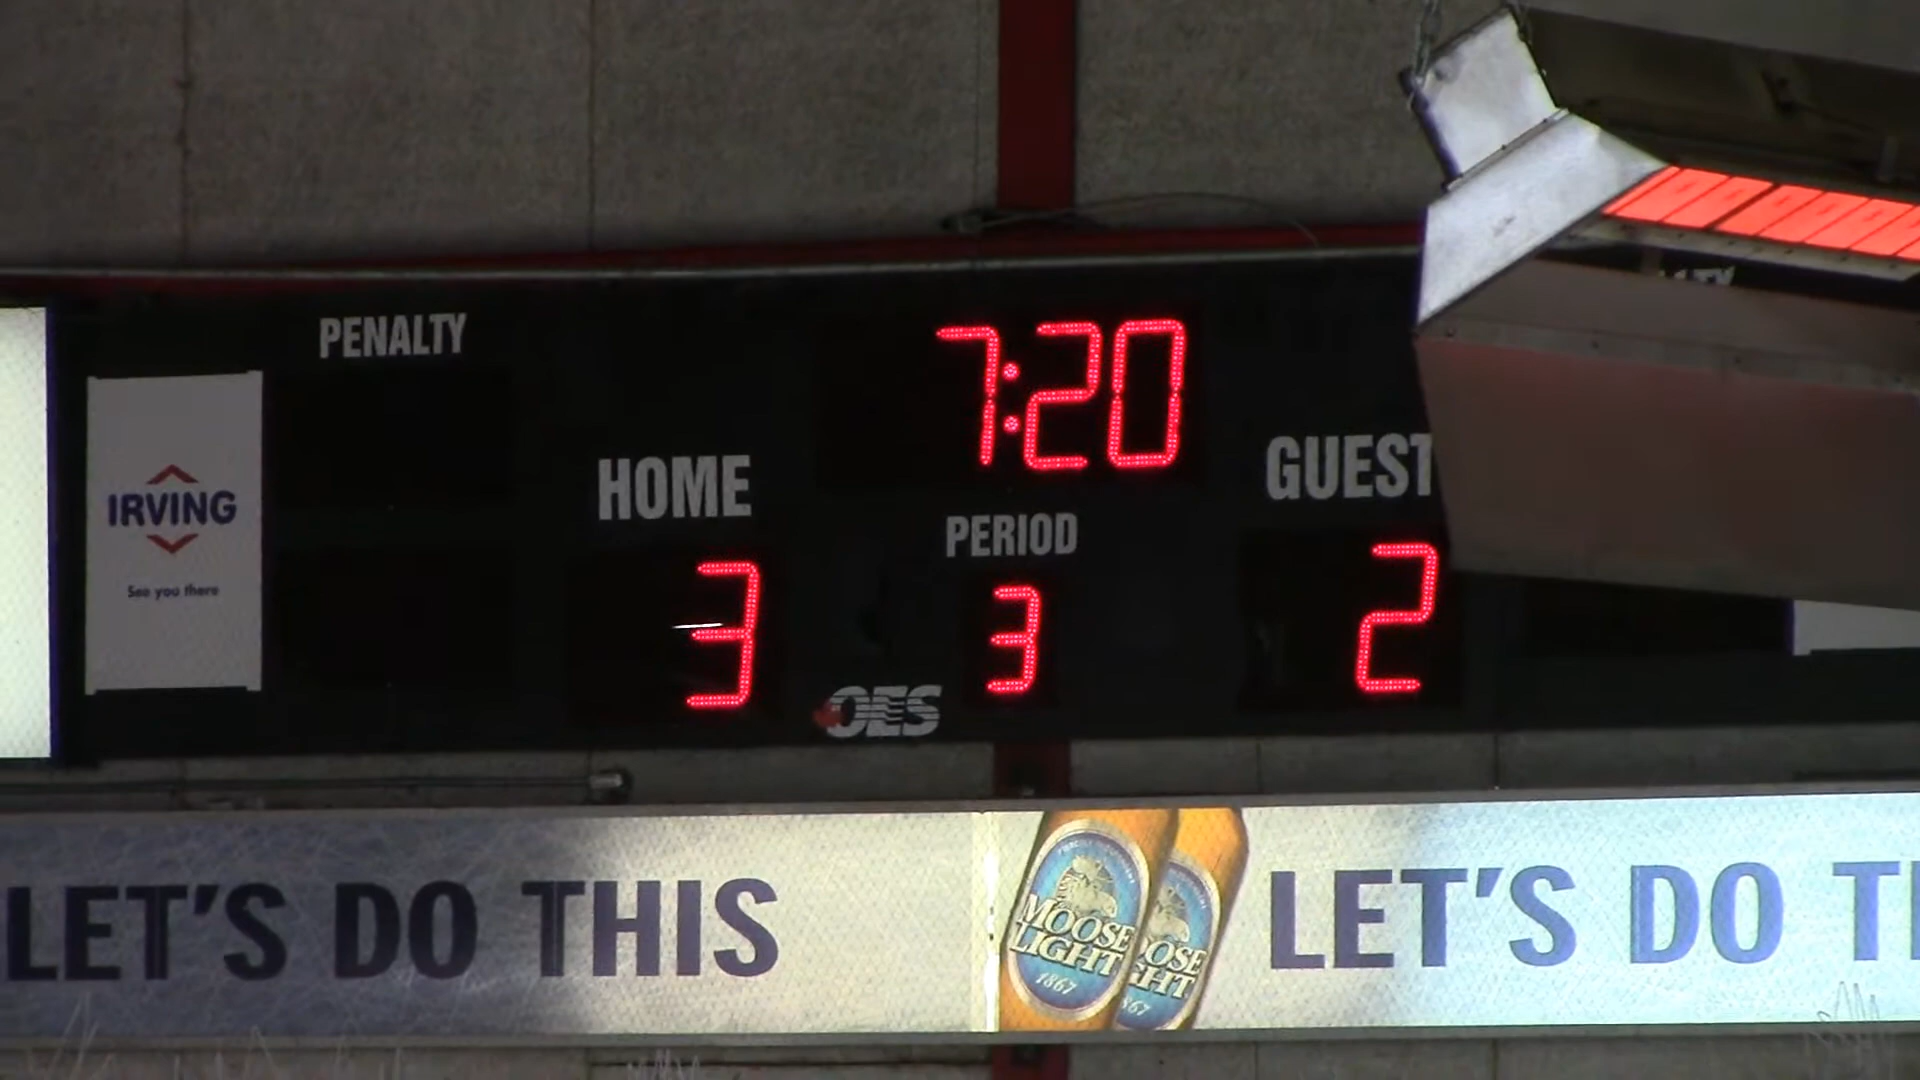 PENALTY
7:20
HOME
GUEST
PERIOD
3
3
2
IRVING
See you there
OES
LET'S DO THIS
MOOSE
LIGHT
1867
LET'S DO